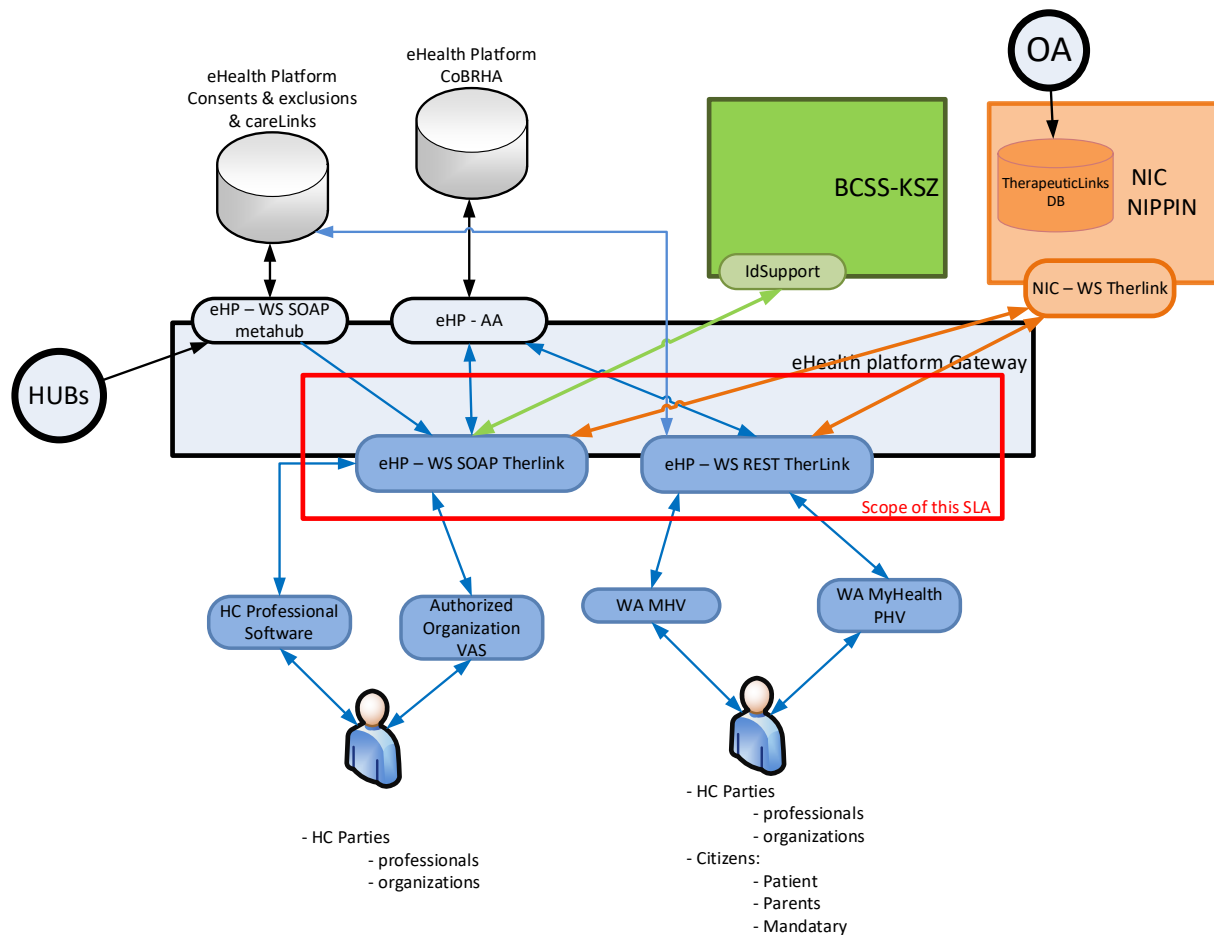 OA
eHealth Platform
CoBRHA
eHealth Platform
Consents & exclusions
& careLinks
BCSS-KSZ
TherapeuticLinks
DB
NIC
NIPPIN
IdSupport
NIC – WS Therlink
eHP – WS SOAP
metahub
eHP - AA
eHealth platform Gateway
HUBs
eHP – WS SOAP Therlink
eHP – WS REST TherLink
Scope of this SLA
HC Professional
Software
Authorized
Organization
VAS
WA MHV
WA MyHealth
PHV
- HC Parties
- professionals
- organizations
- HC Parties
- professionals
- organizations
- Citizens:
- Patient
- Parents
- Mandatary